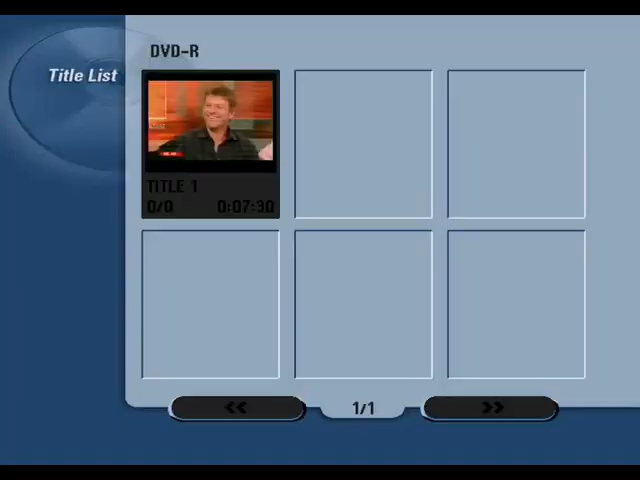 DVD-R
Title List
TITLE 1
0/0 0:07:30
<< 1/1 >>